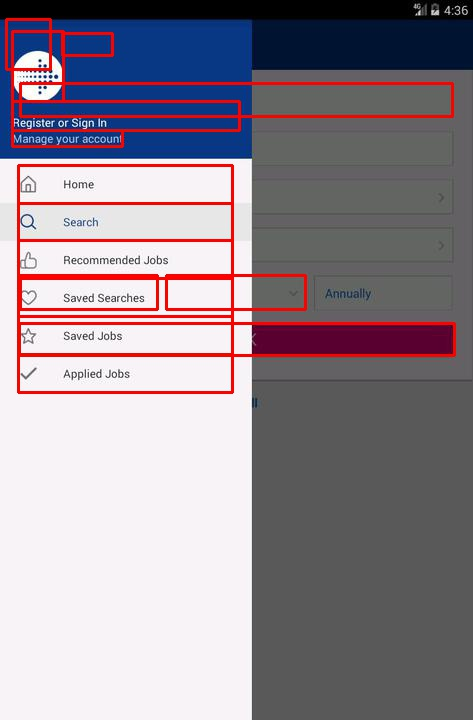 4G 4:36
Register or Sign In
Manage your account
Home
Search
Recommended Jobs
Saved Searches
Annually
Saved Jobs
Applied Jobs